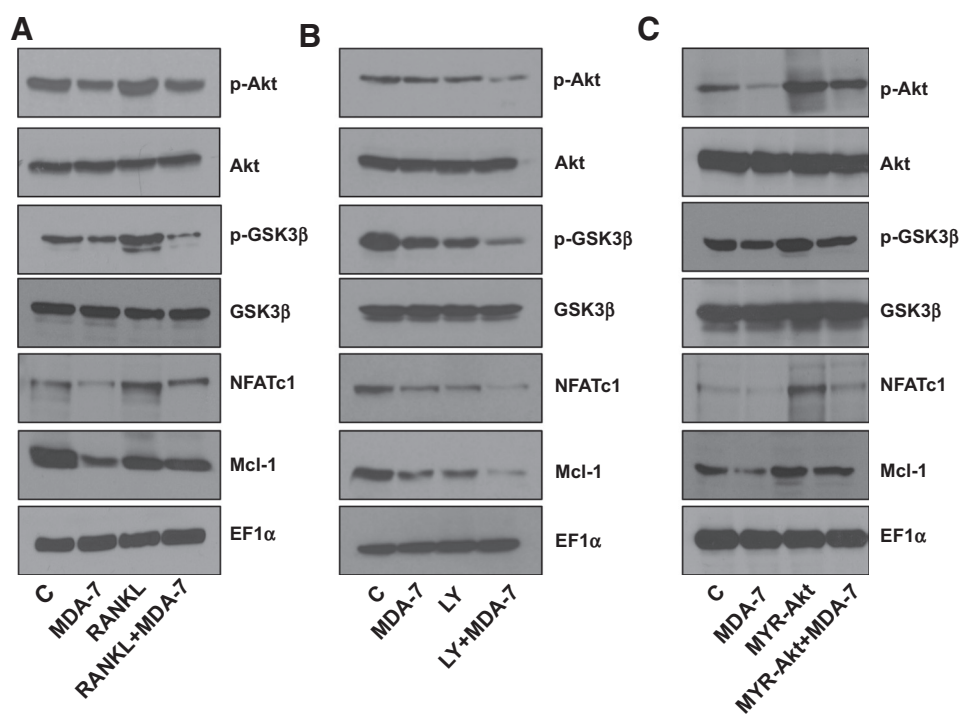 A
p-Akt
Akt
p-GSK3β
GSK3β
NFATc1
Mcl-1
EF1α
C
MDA-7
RANKL
RANKL+MDA-7
B
p-Akt
Akt
p-GSK3β
GSK3β
NFATc1
Mcl-1
EF1α
C
MDA-7
LY
LY+MDA-7
C
p-Akt
Akt
p-GSK3β
GSK3β
NFATc1
Mcl-1
EF1α
C
MDA-7
MYR-Akt
MYR-Akt+MDA-7